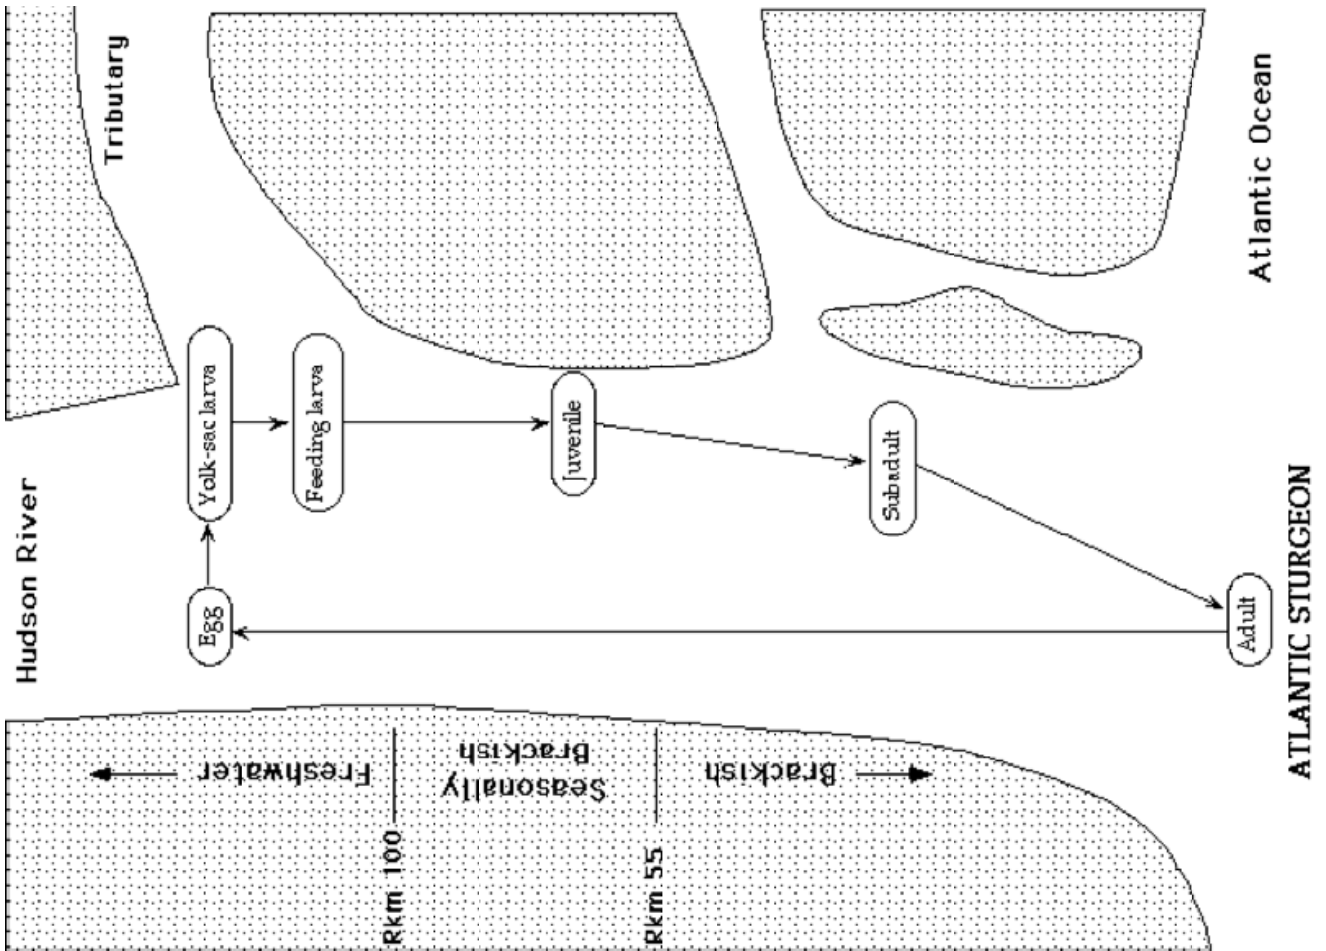 Hudson River
Tributary
Egg
Yolk-sac larva
Feeding larva
Juvenile
Subadult
Adult
Freshwater
Seasonally
Brackish
Brackish
Rkm 100
Rkm 55
Atlantic Ocean
ATLANTIC STURGEON